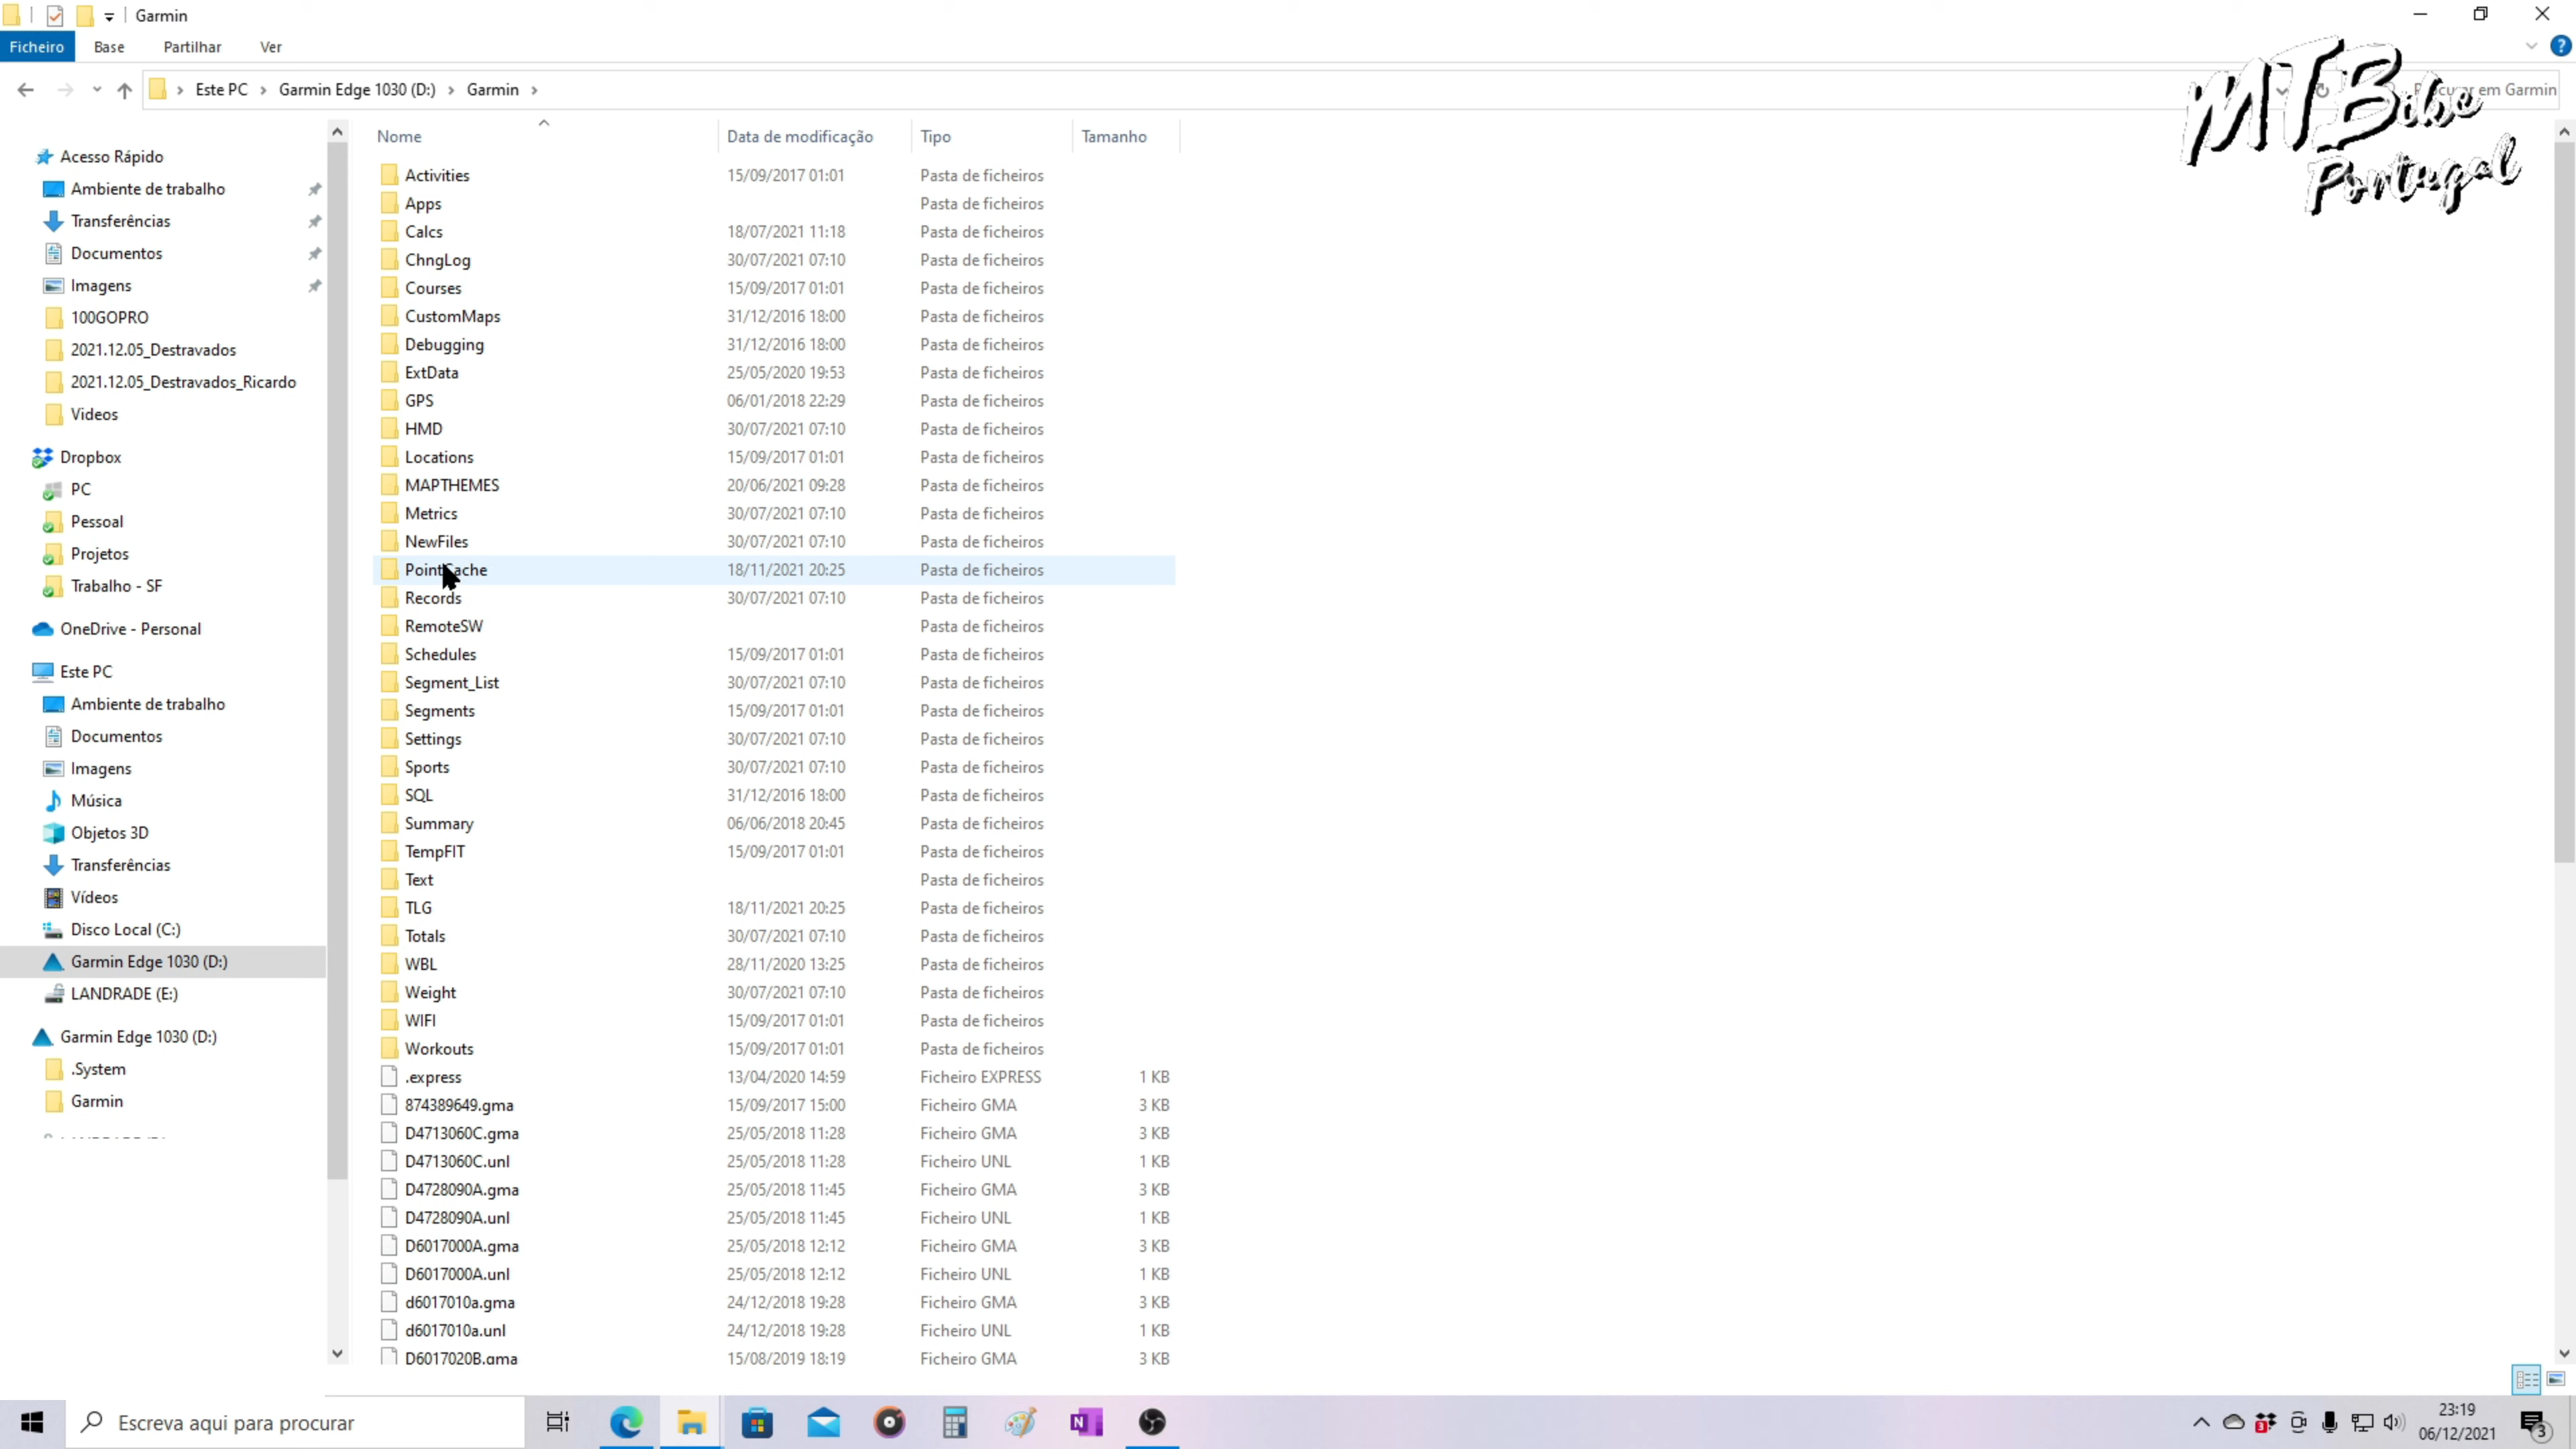 Garmin
Ficheiro Base Partilhar Ver
Este PC Garmin Edge 1030 (D:) Garmin
em Garmin
MTBike
Portugal
Nome Data de modificação Tipo Tamanho
Acesso Rápido
Ambiente de trabalho
Transferências
Documentos
Imagens
100GOPRO
2021.12.05_Destravados
2021.12.05_Destravados_Ricardo
Videos
Dropbox
PC
Pessoal
Projetos
Trabalho - SF
OneDrive - Personal
Este PC
Ambiente de trabalho
Documentos
Imagens
Música
Objetos 3D
Transferências
Vídeos
Disco Local (C:)
Garmin Edge 1030 (D:)
LANDRADE (E:)
Garmin Edge 1030 (D:)
.System
Garmin
Activities 15/09/2017 01:01 Pasta de ficheiros
Apps Pasta de ficheiros
Calcs 18/07/2021 11:18 Pasta de ficheiros
ChngLog 30/07/2021 07:10 Pasta de ficheiros
Courses 15/09/2017 01:01 Pasta de ficheiros
CustomMaps 31/12/2016 18:00 Pasta de ficheiros
Debugging 31/12/2016 18:00 Pasta de ficheiros
ExtData 25/05/2020 19:53 Pasta de ficheiros
GPS 06/01/2018 22:29 Pasta de ficheiros
HMD 30/07/2021 07:10 Pasta de ficheiros
Locations 15/09/2017 01:01 Pasta de ficheiros
MAPTHEMES 20/06/2021 09:28 Pasta de ficheiros
Metrics 30/07/2021 07:10 Pasta de ficheiros
NewFiles 30/07/2021 07:10 Pasta de ficheiros
PointCache 18/11/2021 20:25 Pasta de ficheiros
Records 30/07/2021 07:10 Pasta de ficheiros
RemoteSW Pasta de ficheiros
Schedules 15/09/2017 01:01 Pasta de ficheiros
Segment_List 30/07/2021 07:10 Pasta de ficheiros
Segments 15/09/2017 01:01 Pasta de ficheiros
Settings 30/07/2021 07:10 Pasta de ficheiros
Sports 30/07/2021 07:10 Pasta de ficheiros
SQL 31/12/2016 18:00 Pasta de ficheiros
Summary 06/06/2018 20:45 Pasta de ficheiros
TempFIT 15/09/2017 01:01 Pasta de ficheiros
Text Pasta de ficheiros
TLG 18/11/2021 20:25 Pasta de ficheiros
Totals 30/07/2021 07:10 Pasta de ficheiros
WBL 28/11/2020 13:25 Pasta de ficheiros
Weight 30/07/2021 07:10 Pasta de ficheiros
WIFI 15/09/2017 01:01 Pasta de ficheiros
Workouts 15/09/2017 01:01 Pasta de ficheiros
.express 13/04/2020 14:59 Ficheiro EXPRESS 1 KB
874389649.gma 15/09/2017 15:00 Ficheiro GMA 3 KB
D4713060C.gma 25/05/2018 11:28 Ficheiro GMA 3 KB
D4713060C.unl 25/05/2018 11:28 Ficheiro UNL 1 KB
D4728090A.gma 25/05/2018 11:45 Ficheiro GMA 3 KB
D4728090A.unl 25/05/2018 11:45 Ficheiro UNL 1 KB
D6017000A.gma 25/05/2018 12:12 Ficheiro GMA 3 KB
D6017000A.unl 25/05/2018 12:12 Ficheiro UNL 1 KB
d6017010a.gma 24/12/2018 19:28 Ficheiro GMA 3 KB
d6017010a.unl 24/12/2018 19:28 Ficheiro UNL 1 KB
D6017020B.gma 15/08/2019 18:19 Ficheiro GMA 3 KB
Escreva aqui para procurar
23:19
06/12/2021
3